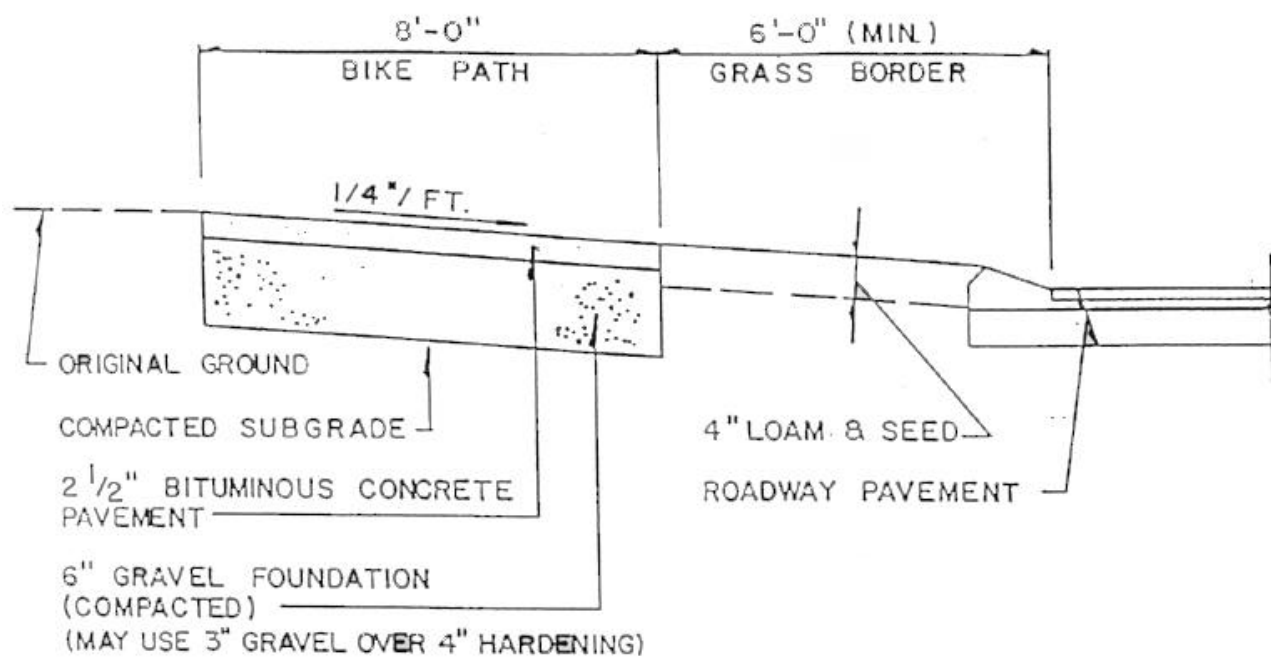 8'-0"
BIKE PATH
6'-0" (MIN.)
GRASS BORDER
1/4"/FT.
ORIGINAL GROUND
COMPACTED SUBGRADE
2 1/2" BITUMINOUS CONCRETE
PAVEMENT
6" GRAVEL FOUNDATION
(COMPACTED)
(MAY USE 3" GRAVEL OVER 4" HARDENING)
4" LOAM & SEED
ROADWAY PAVEMENT